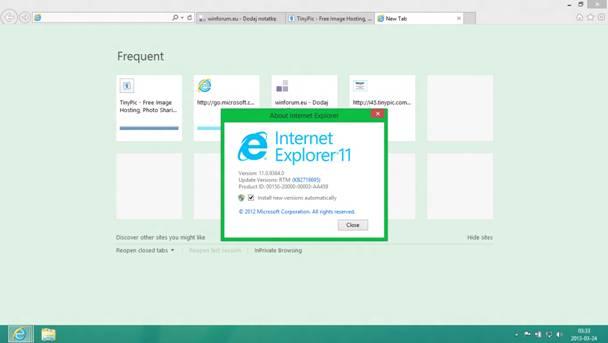 winforum.eu - Dodaj notatkę
TinyPic - Free Image Hosting, ...
New Tab
Frequent
TinyPic - Free Image
Hosting, Photo Shari...
http://go.microsoft.c...
winforum.eu - Dodaj
http://i45.tinypic.com...
About Internet Explorer
Internet
Explorer 11
Version: 11.0.9364.0
Update Versions: RTM (KB2718695)
Product ID: 00150-20000-00003-AA459
Install new versions automatically
© 2012 Microsoft Corporation. All rights reserved.
Close
Discover other sites you might like
Hide sites
Reopen closed tabs
Reopen last session
InPrivate Browsing
03:33
2013-03-24